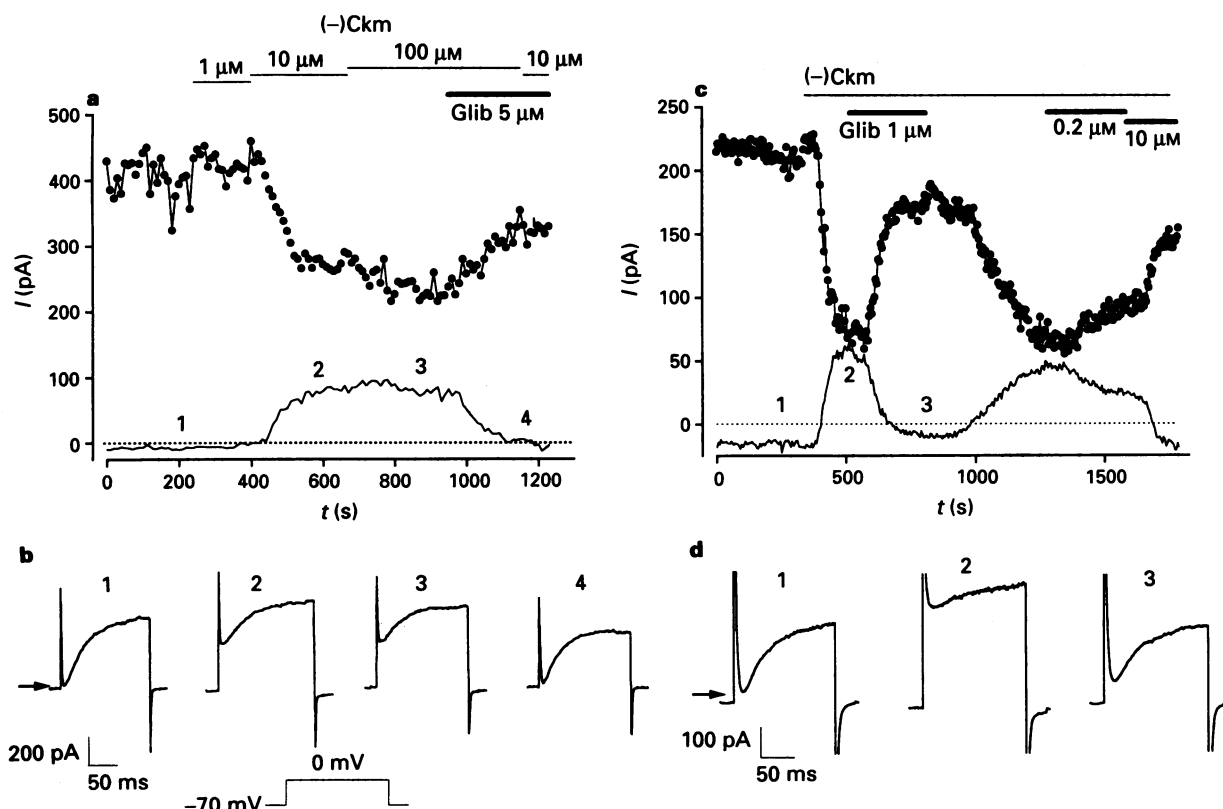 (−)Ckm
1 μM
10 μM
100 μM
10 μM
a
Glib 5 μM
500
400
300
200
100
0
I (pA)
1
2
3
4
0
200
400
600
800
1000
1200
t (s)
(−)Ckm
c
Glib 1 μM
0.2 μM
10 μM
250
200
150
100
50
0
I (pA)
1
2
3
0
500
1000
1500
t (s)
b
1
2
3
4
200 pA
50 ms
0 mV
−70 mV
d
1
2
3
100 pA
50 ms